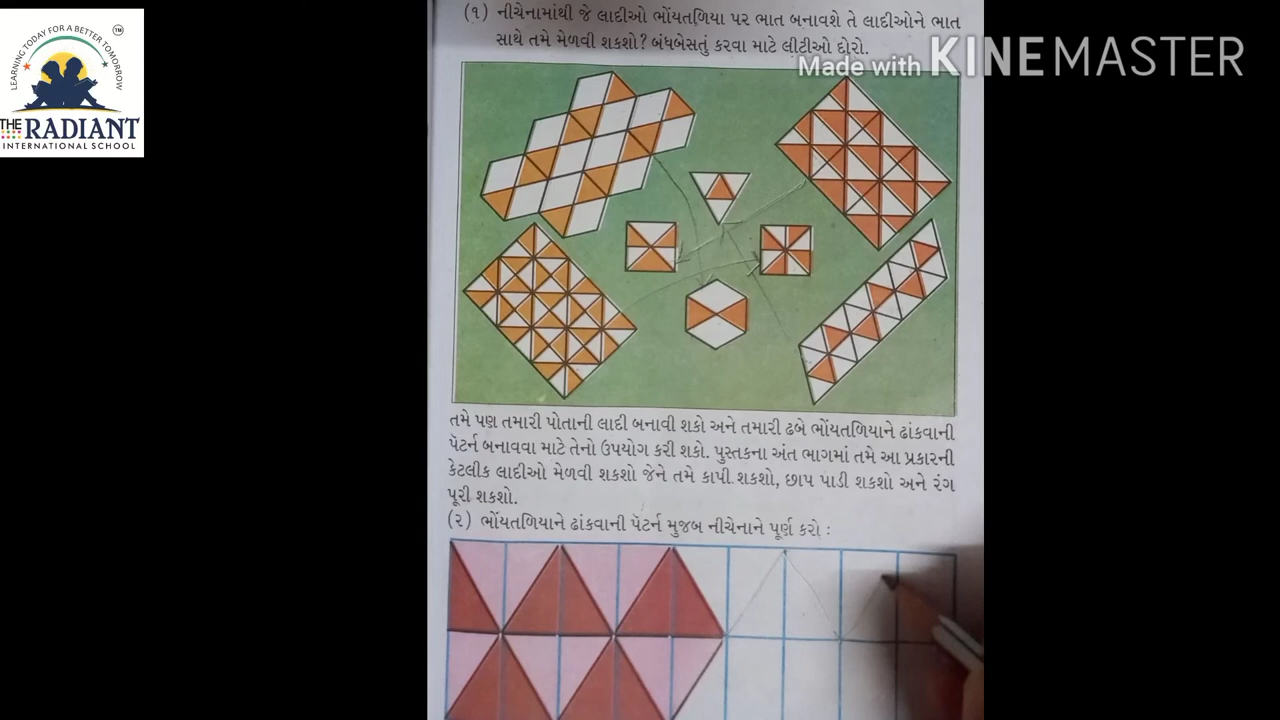 LEARNING TODAY FOR A BETTER TOMORROW
TM
THE RADIANT
INTERNATIONAL SCHOOL
Made with KINEMASTER
(૧) નીચેનામાંથી જે લાદીઓ ભોંયતળિયા પર ભાત બનાવશે તે લાદીઓને ભાત
સાથે તમે મેળવી શકશો? બંધબેસતું કરવા માટે લીટીઓ દોરો.
તમે પણ તમારી પોતાની લાદી બનાવી શકો અને તમારી ઢબે ભોંયતળિયાને ઢાંકવાની
પૅટર્ન બનાવવા માટે તેનો ઉપયોગ કરી શકો. પુસ્તકના અંત ભાગમાં તમે આ પ્રકારની
કેટલીક લાદીઓ મેળવી શકશો જેને તમે કાપી શકશો, છાપ પાડી શકશો અને રંગ
પૂરી શકશો.
(૨) ભોંયતળિયાને ઢાંકવાની પૅટર્ન મુજબ નીચેનાને પૂર્ણ કરો :